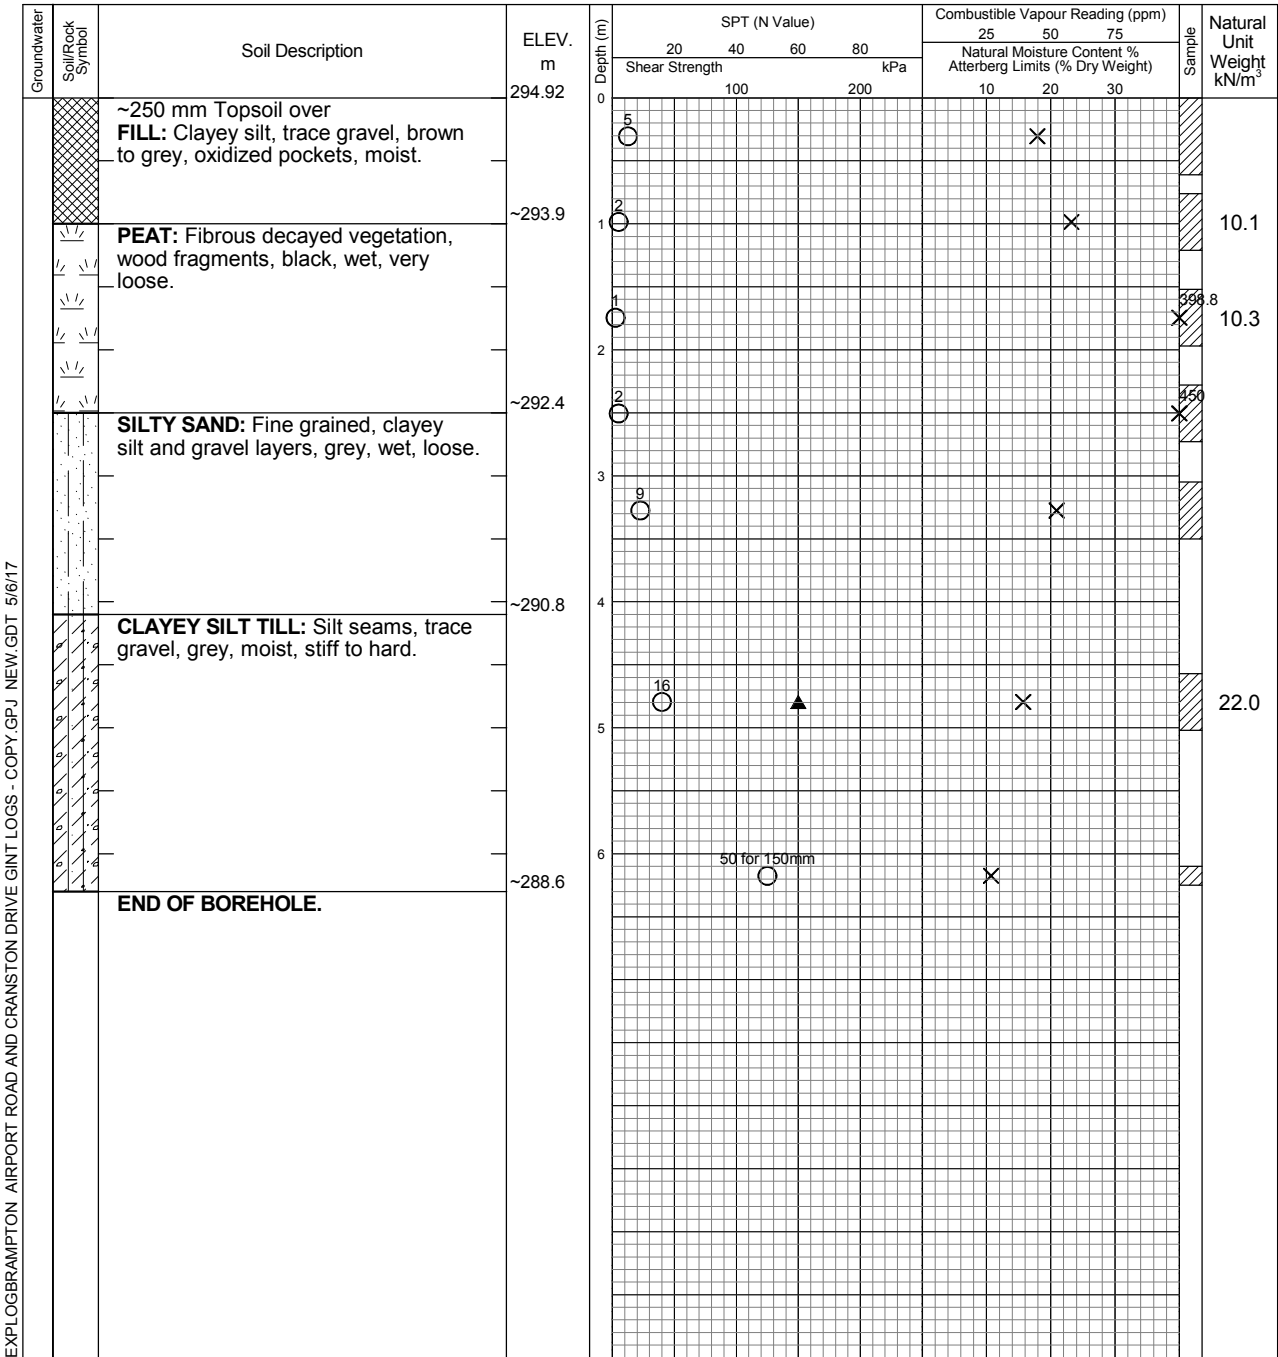 Groundwater
Soil/Rock
Symbol
Soil Description
ELEV.
m
Depth (m)
SPT (N Value)
20 40 60 80
Shear Strength kPa
100 200
Combustible Vapour Reading (ppm)
25 50 75
Natural Moisture Content %
Atterberg Limits (% Dry Weight)
10 20 30
Sample
Natural
Unit
Weight
kN/m³
294.92
0
~250 mm Topsoil over
FILL: Clayey silt, trace gravel, brown
to grey, oxidized pockets, moist.
5
~293.9
1
2
10.1
PEAT: Fibrous decayed vegetation,
wood fragments, black, wet, very
loose.
1
398.8
10.3
2
~292.4
2
450
SILTY SAND: Fine grained, clayey
silt and gravel layers, grey, wet, loose.
3
9
~290.8
4
CLAYEY SILT TILL: Silt seams, trace
gravel, grey, moist, stiff to hard.
16
22.0
5
6
50 for 150mm
~288.6
END OF BOREHOLE.
EXPLOGBRAMPTON AIRPORT ROAD AND CRANSTON DRIVE GINT LOGS - COPY.GPJ NEW.GDT 5/6/17